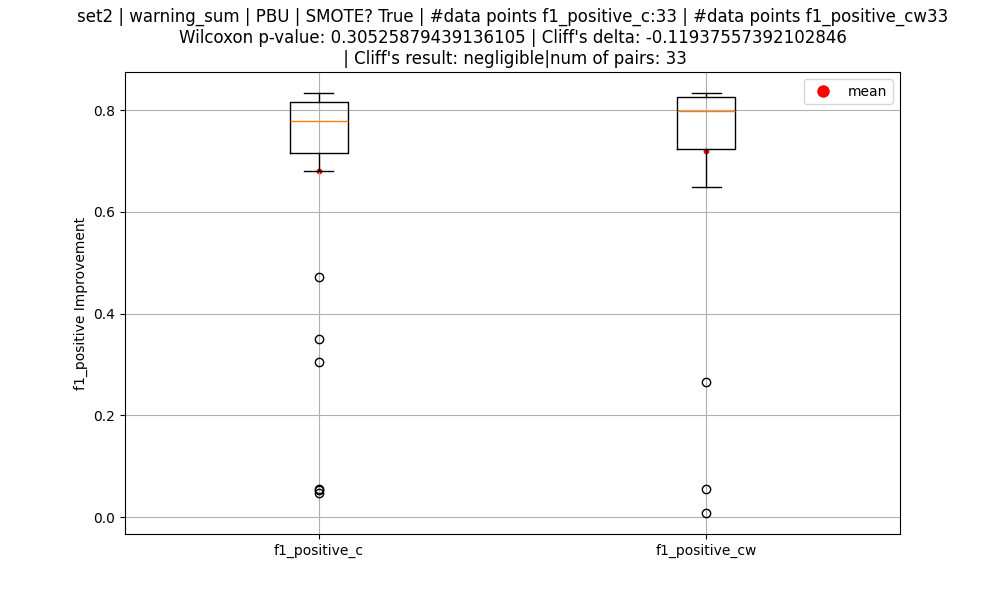 set2 | warning_sum | PBU | SMOTE? True | #data points f1_positive_c:33 | #data points f1_positive_cw33
Wilcoxon p-value: 0.30525879439136105 | Cliff's delta: -0.11937557392102846
| Cliff's result: negligible|num of pairs: 33
mean
0.8
0.6
0.4
0.2
0.0
f1_positive Improvement
f1_positive_c
f1_positive_cw